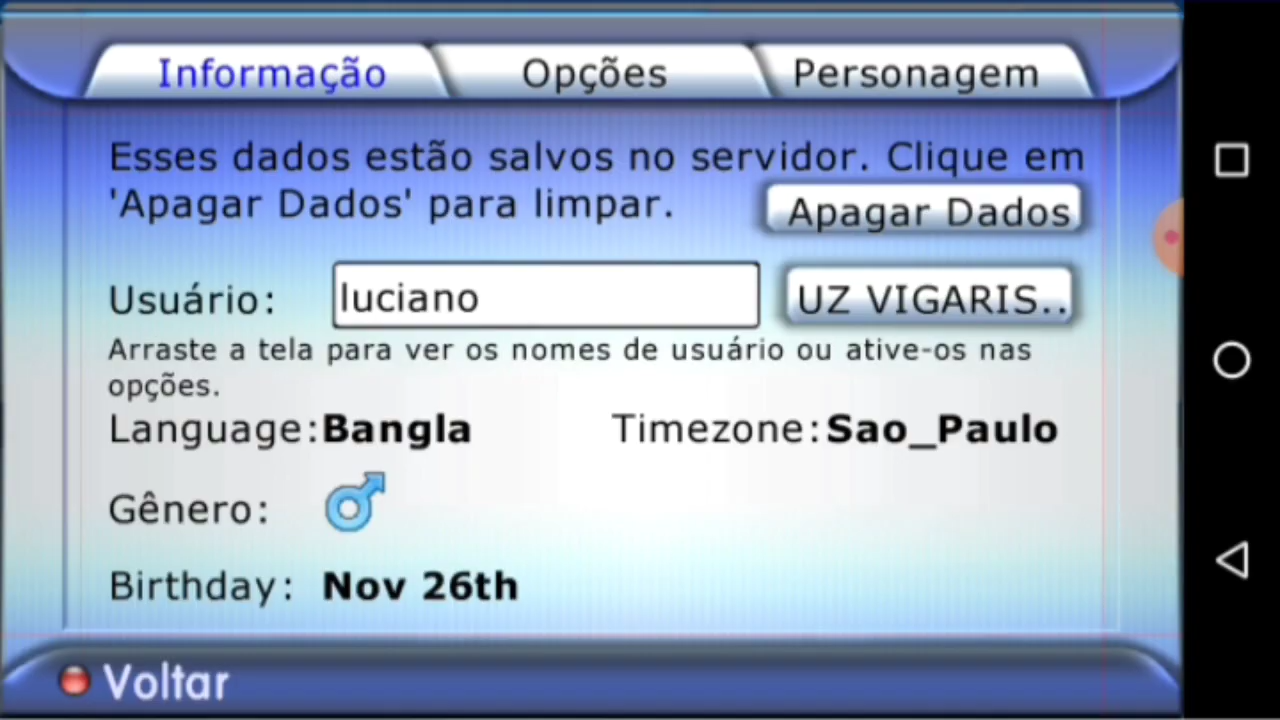 Informação Opções Personagem
Esses dados estão salvos no servidor. Clique em
'Apagar Dados' para limpar.
Apagar Dados
Usuário: luciano UZ VIGARIS..
Arraste a tela para ver os nomes de usuário ou ative-os nas
opções.
Language:Bangla Timezone:Sao_Paulo
Gênero:
Birthday: Nov 26th
Voltar